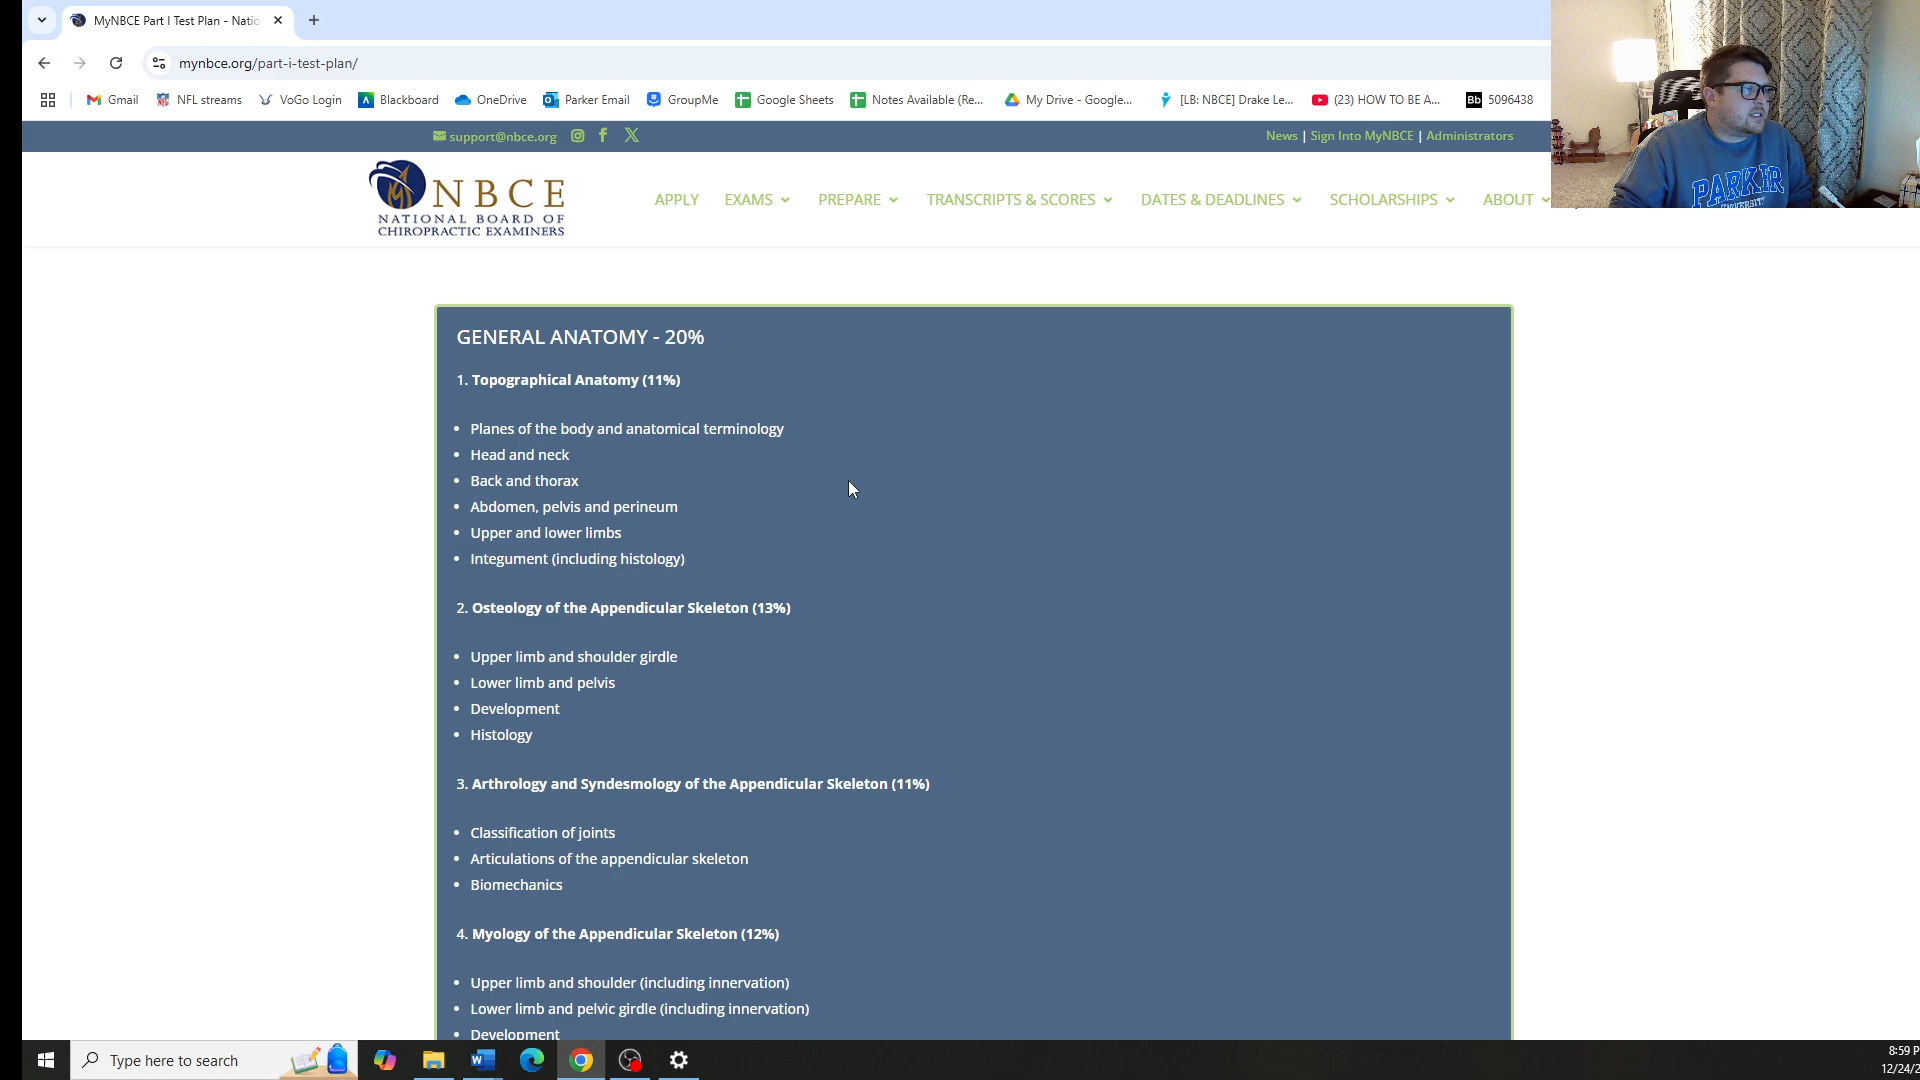 MyNBCE Part I Test Plan - Natio
mynbce.org/part-i-test-plan/
Gmail
NFL streams
VoGo Login
Blackboard
OneDrive
Parker Email
GroupMe
Google Sheets
Notes Available (Re...
My Drive - Google...
[LB: NBCE] Drake Le...
(23) HOW TO BE A...
Bb 5096438
support@nbce.org
News | Sign Into MyNBCE | Administrators
NBCE
NATIONAL BOARD OF
CHIROPRACTIC EXAMINERS
APPLY
EXAMS
PREPARE
TRANSCRIPTS & SCORES
DATES & DEADLINES
SCHOLARSHIPS
ABOUT
PARKER
UNIVERSITY
GENERAL ANATOMY - 20%
1. Topographical Anatomy (11%)
• Planes of the body and anatomical terminology
• Head and neck
• Back and thorax
• Abdomen, pelvis and perineum
• Upper and lower limbs
• Integument (including histology)
2. Osteology of the Appendicular Skeleton (13%)
• Upper limb and shoulder girdle
• Lower limb and pelvis
• Development
• Histology
3. Arthrology and Syndesmology of the Appendicular Skeleton (11%)
• Classification of joints
• Articulations of the appendicular skeleton
• Biomechanics
4. Myology of the Appendicular Skeleton (12%)
• Upper limb and shoulder (including innervation)
• Lower limb and pelvic girdle (including innervation)
• Development
Type here to search
8:59 P
12/24/2